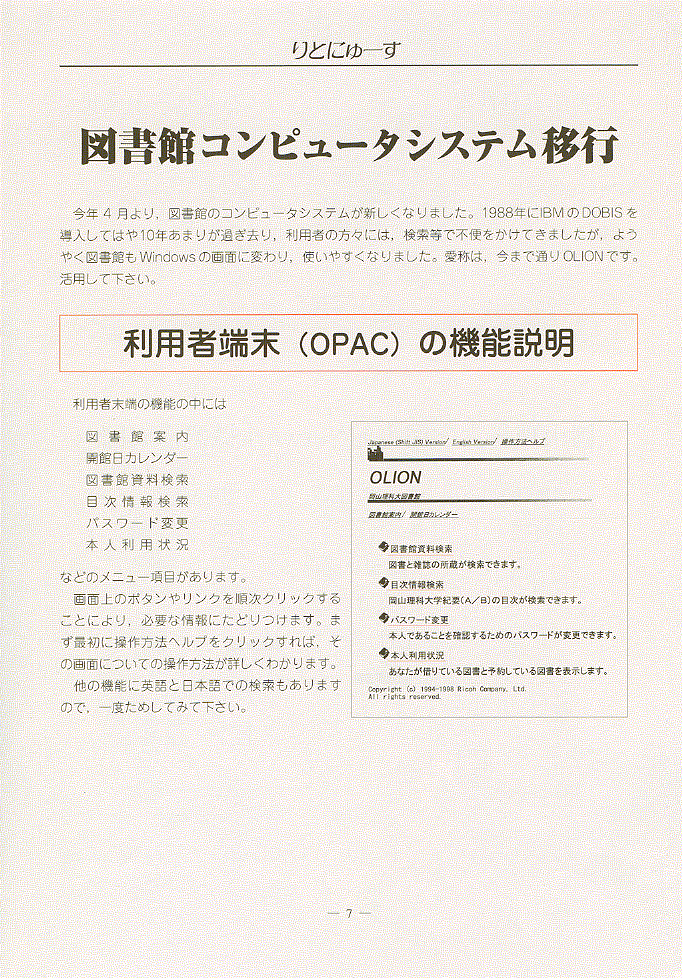 りとにゅーす
図書館コンピュータシステム移行
今年4月より，図書館のコンピュータシステムが新しくなりました。1988年にIBMのDOBISを
導入してはや10年あまりが過ぎ去り，利用者の方々には，検索等で不便をかけてきましたが，よう
やく図書館もWindowsの画面に変わり，使いやすくなりました。愛称は，今まで通りOLIONです。
活用して下さい。
利用者端末（OPAC）の機能説明
利用者末端の機能の中には
図書館案内
開館日カレンダー
図書館資料検索
目次情報検索
パスワード変更
本人利用状況
などのメニュー項目があります。
画面上のボタンやリンクを順次クリックする
ことにより，必要な情報にたどりつけます。ま
ず最初に操作方法ヘルプをクリックすれば，そ
の画面についての操作方法が詳しくわかります。
他の機能に英語と日本語での検索もあります
ので，一度ためしてみて下さい。
Japanese (Shift JIS) Version/ English Version/ 操作方法ヘルプ
OLION
岡山理科大図書館
図書館案内/ 開館日カレンダー
図書館資料検索
図書と雑誌の所蔵が検索できます。
目次情報検索
岡山理科大学紀要(A／B)の目次が検索できます。
パスワード変更
本人であることを確認するためのパスワードが変更できます。
本人利用状況
あなたが借りている図書と予約している図書を表示します。
Copyright (c) 1994-1998 Ricoh Company, Ltd.
All rights reserved.
— 7 —